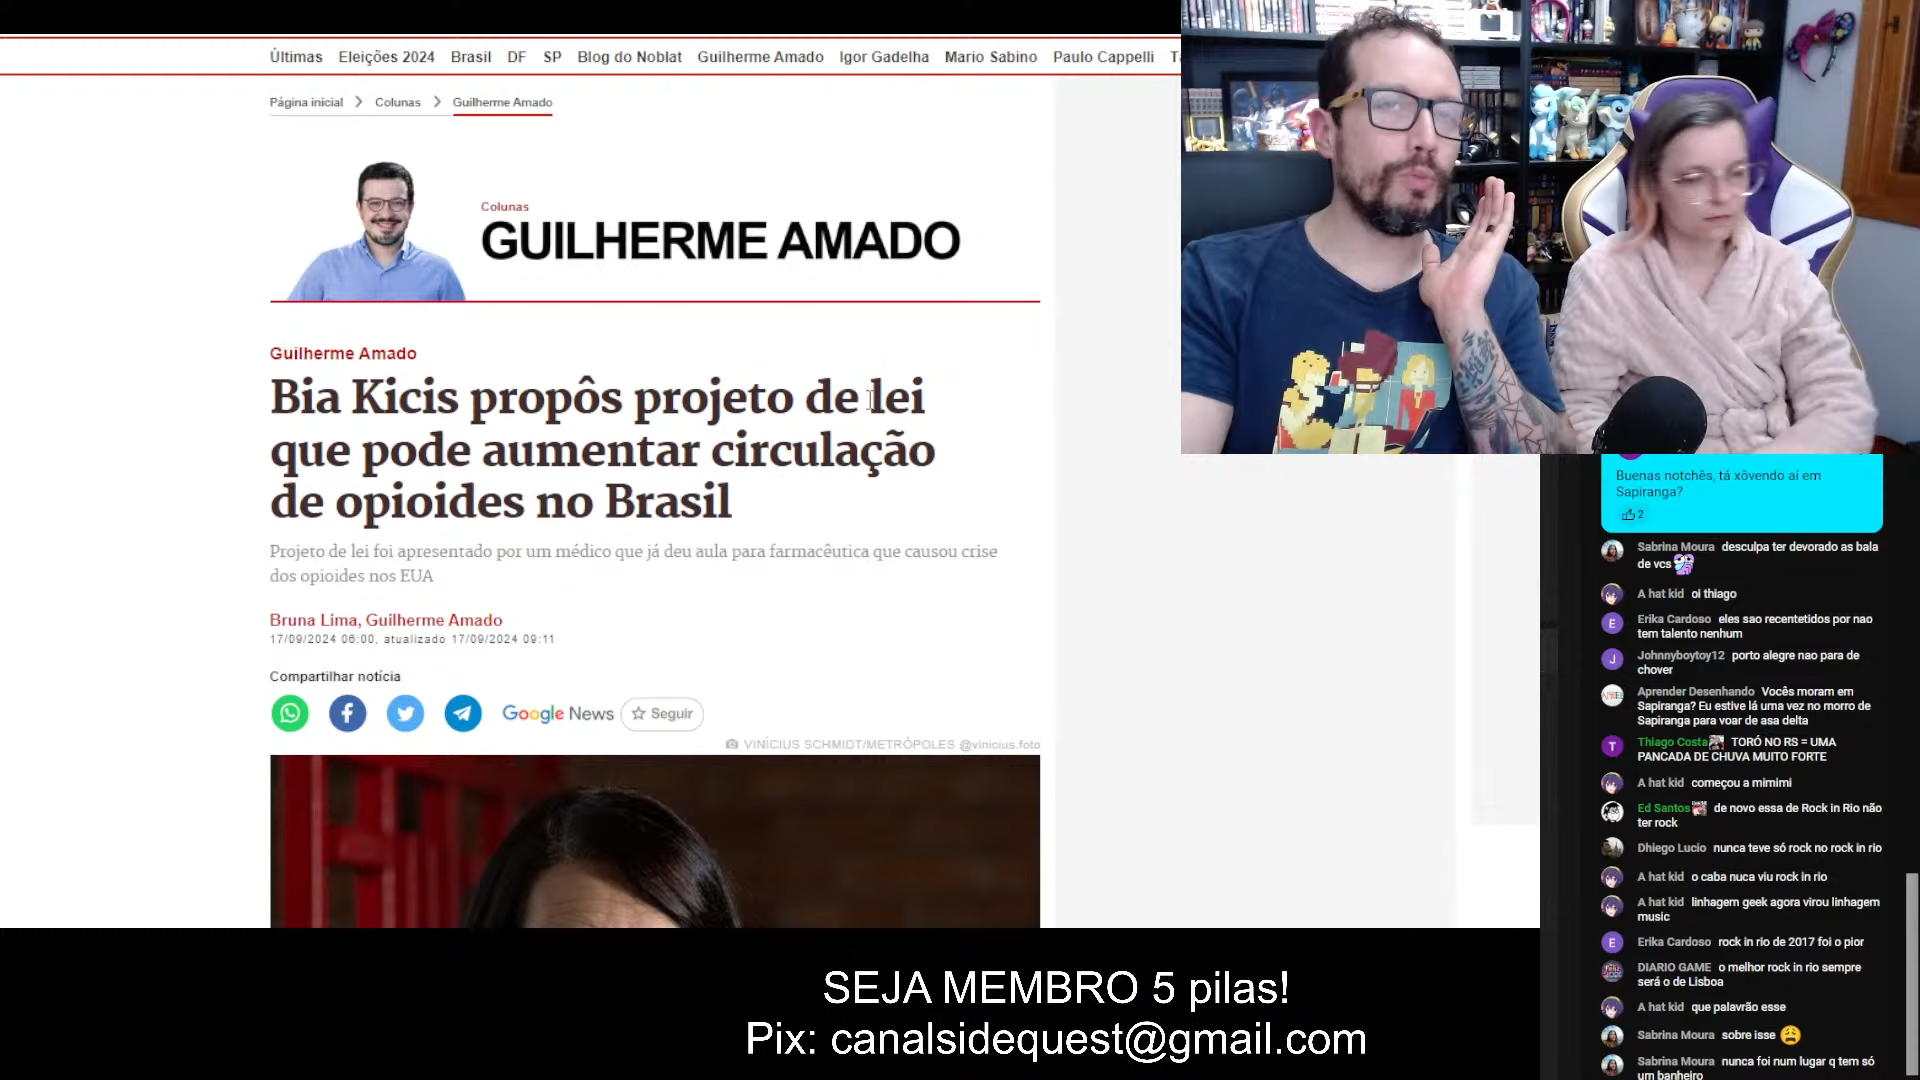 Últimas Eleições 2024 Brasil DF SP Blog do Noblat Guilherme Amado Igor Gadelha Mario Sabino Paulo Cappelli
Página inicial Colunas Guilherme Amado
Colunas
GUILHERME AMADO
Guilherme Amado
Bia Kicis propôs projeto de lei
que pode aumentar circulação
de opioides no Brasil
Projeto de lei foi apresentado por um médico que já deu aula para farmacêutica que causou crise
dos opioides nos EUA
Bruna Lima, Guilherme Amado
17/09/2024 06:00, atualizado 17/09/2024 09:11
Compartilhar notícia
Google News Seguir
VINÍCIUS SCHMIDT/METRÓPOLES @vinicius.foto
Buenas notchês, tá xôvendo aí em
Sapiranga?
2
Sabrina Moura desculpa ter devorado as bala
de vcs
A hat kid oi thiago
Erika Cardoso eles sao recentetidos por nao
tem talento nenhum
Johnnyboytoy12 porto alegre nao para de
chover
Aprender Desenhando Vocês moram em
Sapiranga? Eu estive lá uma vez no morro de
Sapiranga para voar de asa delta
Thiago Costa TORÓ NO RS = UMA
PANCADA DE CHUVA MUITO FORTE
A hat kid começou a mimimi
Ed Santos de novo essa de Rock in Rio não
ter rock
Dhiego Lucio nunca teve só rock no rock in rio
A hat kid o caba nuca viu rock in rio
A hat kid linhagem geek agora virou linhagem
music
Erika Cardoso rock in rio de 2017 foi o pior
DIARIO GAME o melhor rock in rio sempre
será o de Lisboa
A hat kid que palavrão esse
Sabrina Moura sobre isse
Sabrina Moura nunca foi num lugar q tem só
um banheiro
SEJA MEMBRO 5 pilas!
Pix: canalsidequest@gmail.com